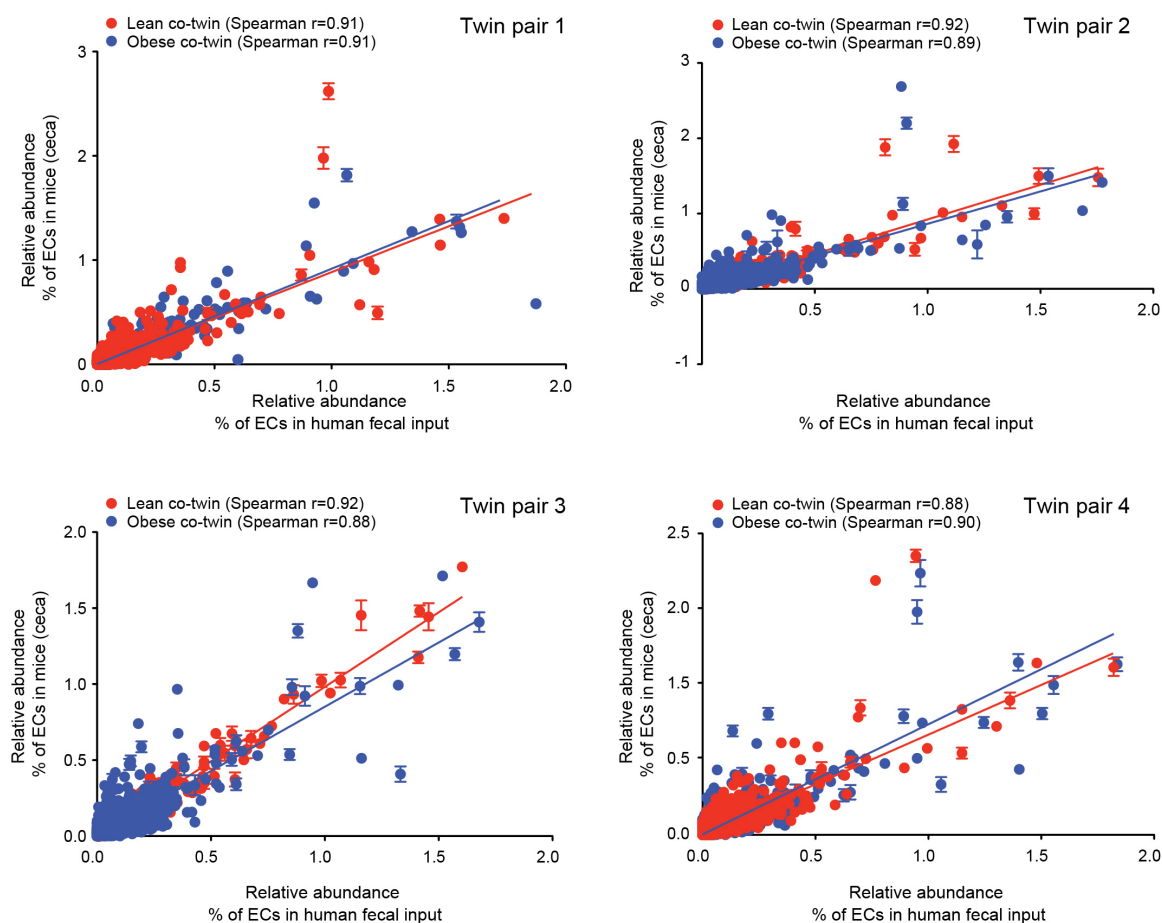 Lean co-twin (Spearman r=0.91)
Obese co-twin (Spearman r=0.91)
Twin pair 1
3
2
1
0
Relative abundance
% of ECs in mice (ceca)
0.0
0.5
1.0
1.5
2.0
Relative abundance
% of ECs in human fecal input
Lean co-twin (Spearman r=0.92)
Obese co-twin (Spearman r=0.89)
Twin pair 2
3
2
1
0
-1
Relative abundance
% of ECs in mice (ceca)
0.0
0.5
1.0
1.5
2.0
Relative abundance
% of ECs in human fecal input
Lean co-twin (Spearman r=0.92)
Obese co-twin (Spearman r=0.88)
Twin pair 3
2.0
1.5
1.0
0.5
0.0
Relative abundance
% of ECs in mice (ceca)
0.0
0.5
1.0
1.5
2.0
Relative abundance
% of ECs in human fecal input
Lean co-twin (Spearman r=0.88)
Obese co-twin (Spearman r=0.90)
Twin pair 4
2.5
2.0
1.5
1.0
0.5
0.0
Relative abundance
% of ECs in mice (ceca)
0.0
0.5
1.0
1.5
2.0
Relative abundance
% of ECs in human fecal input